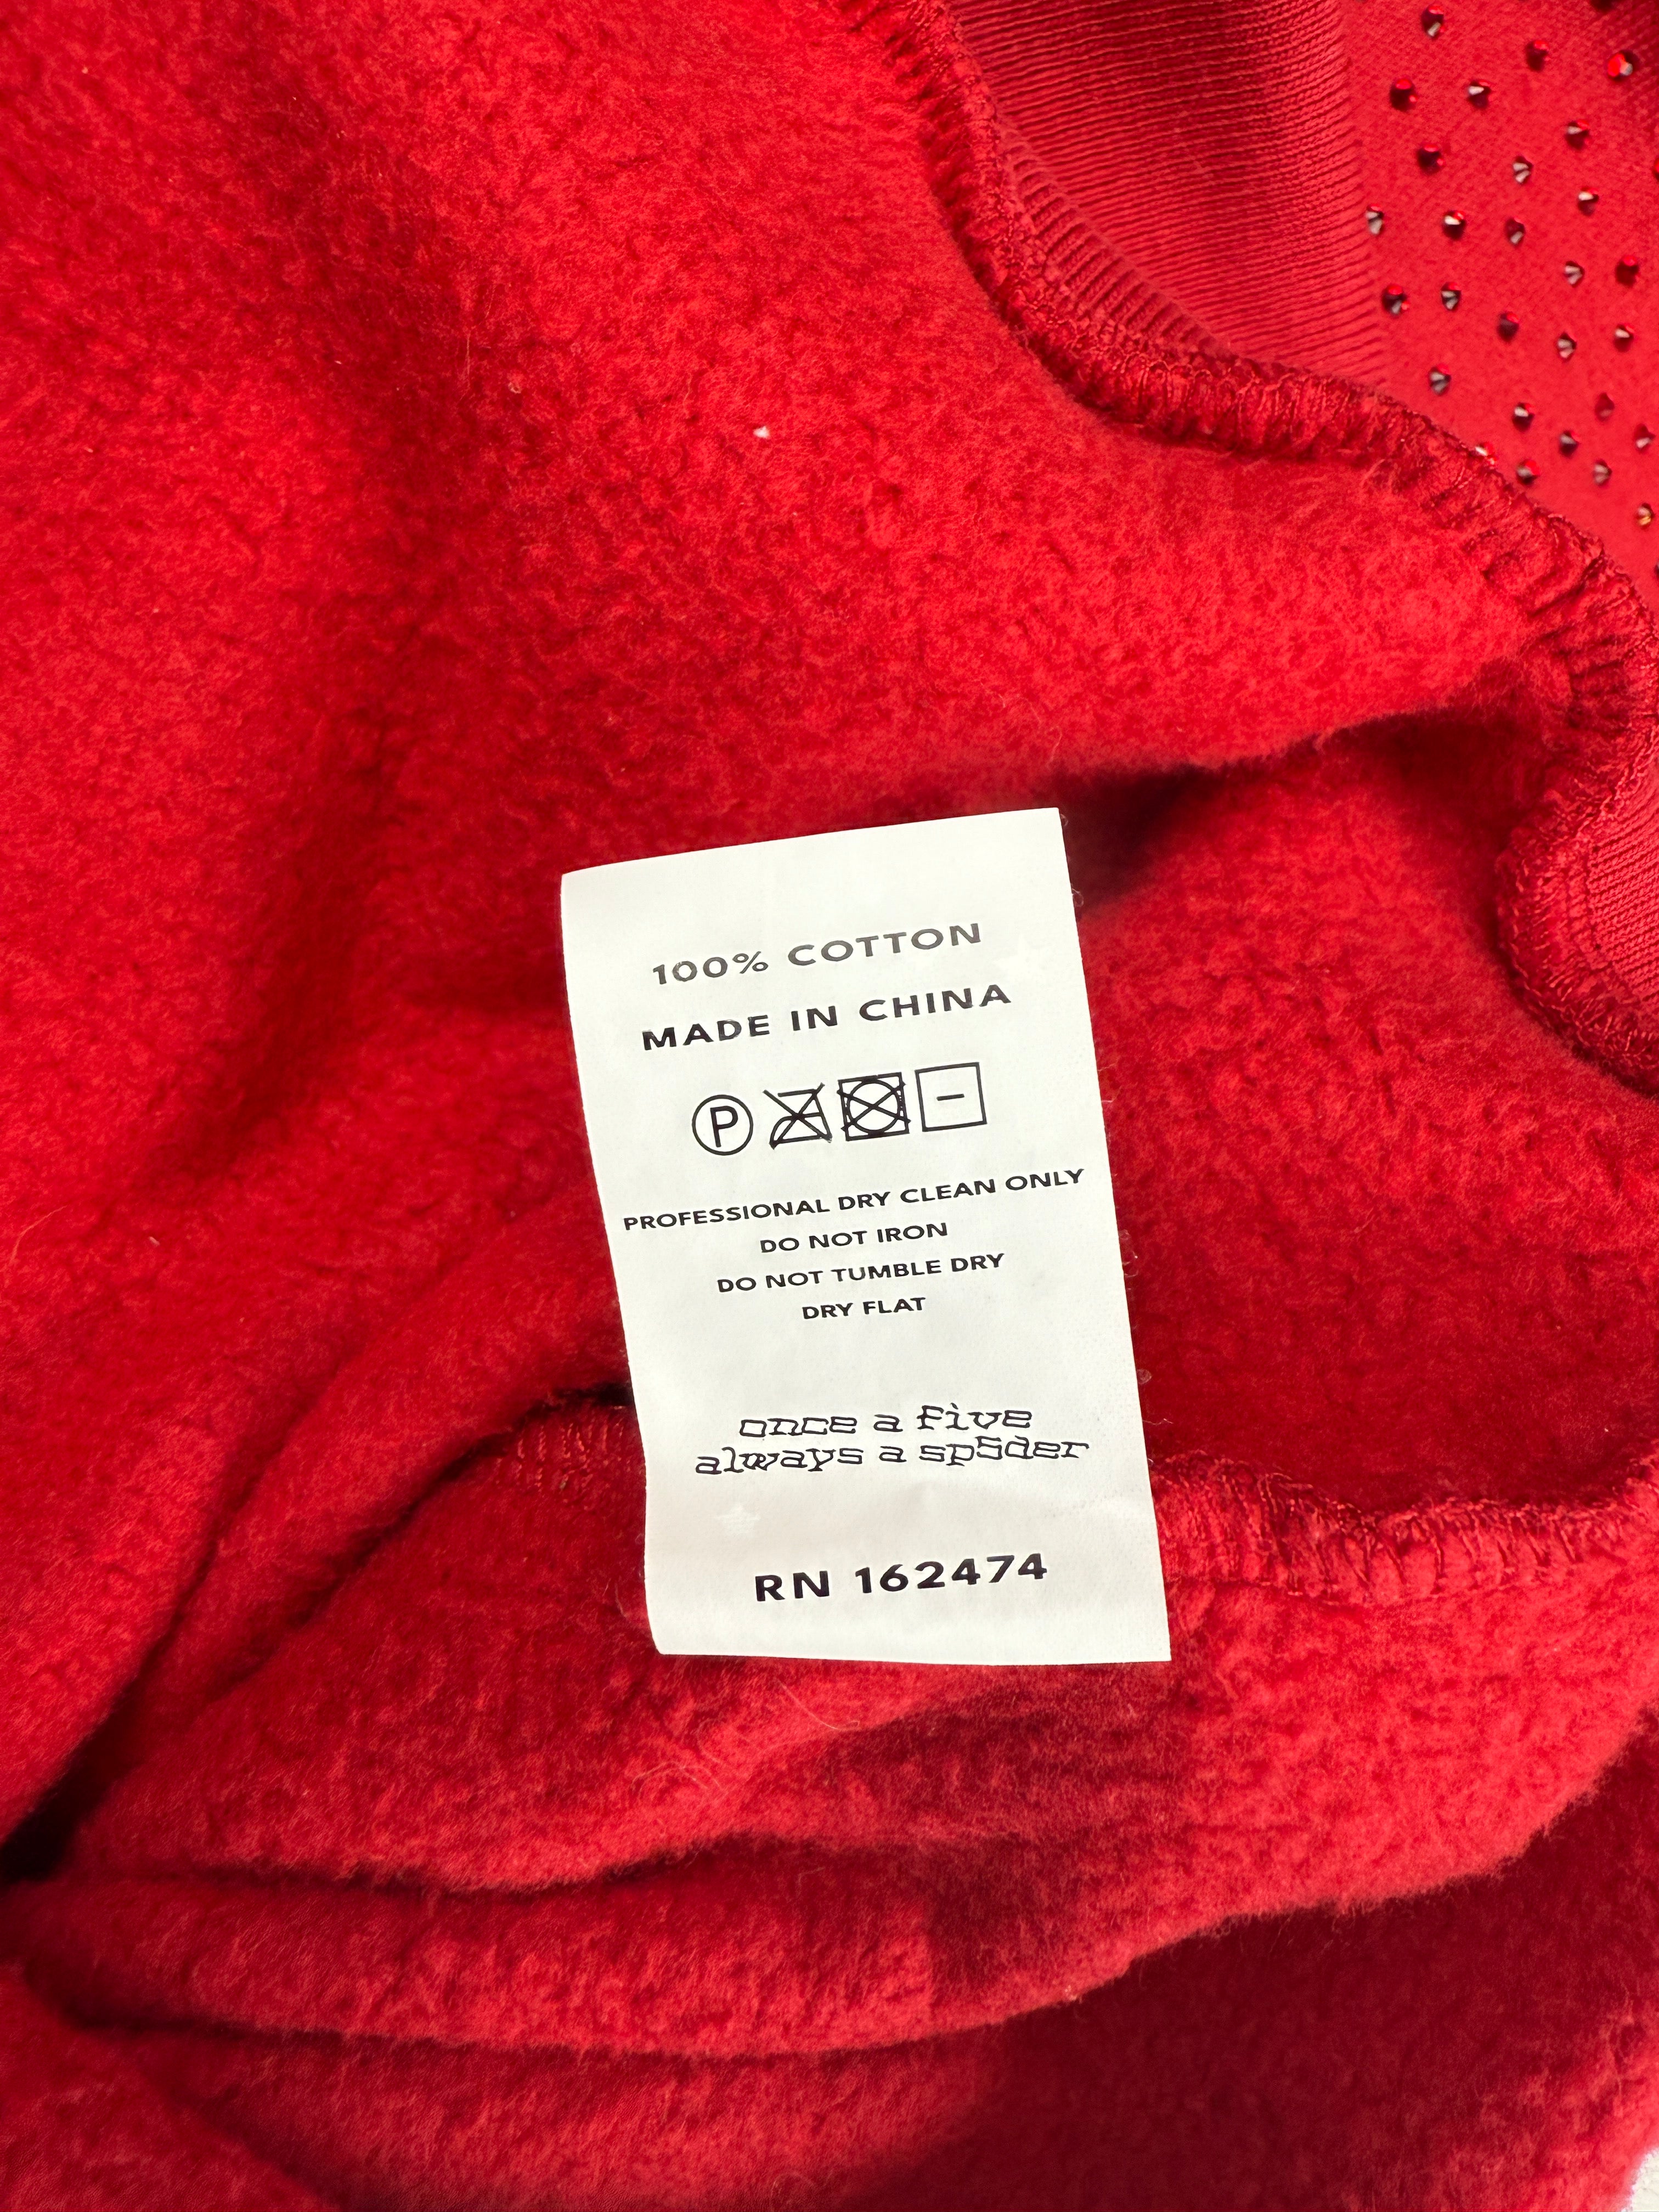 100% COTTON
MADE IN CHINA
P
PROFESSIONAL DRY CLEAN ONLY
DO NOT IRON
DO NOT TUMBLE DRY
DRY FLAT
once a five
always a sp5der
RN 162474